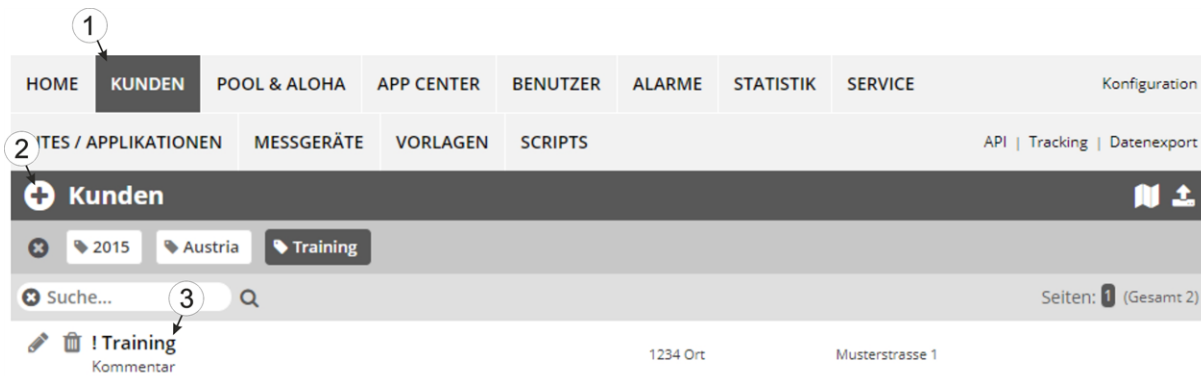 1
HOME KUNDEN POOL & ALOHA APP CENTER BENUTZER ALARME STATISTIK SERVICE Konfiguration
2 ITES / APPLIKATIONEN MESSGERÄTE VORLAGEN SCRIPTS API | Tracking | Datenexport
Kunden
2015 Austria Training
Suche... 3 Seiten: 1 (Gesamt 2)
! Training 1234 Ort Musterstrasse 1
Kommentar